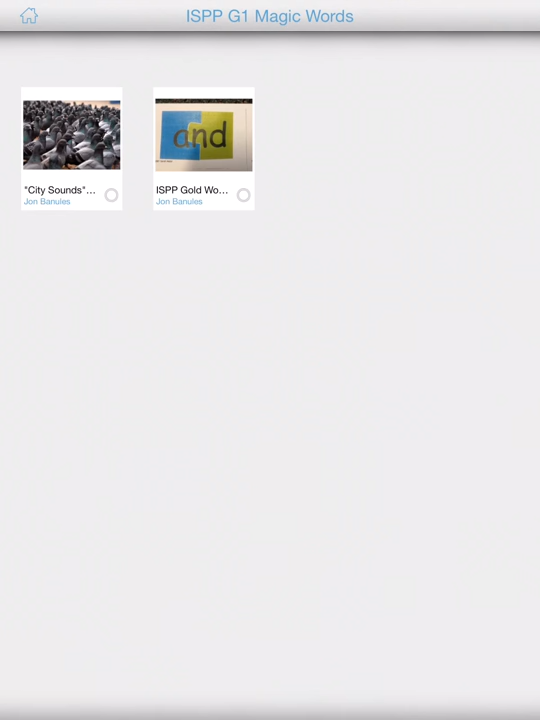 ISPP G1 Magic Words
and
"City Sounds"...
ISPP Gold Wo...
Jon Banules
Jon Banules